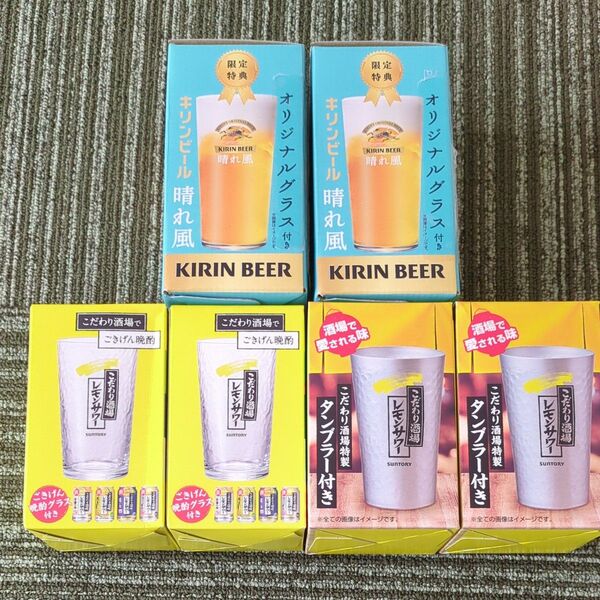 限定
特典
オリジナルグラス付き
キリンビール
晴れ風
KIRIN BEER
晴れ風
KIRIN BEER
限定
特典
オリジナルグラス付き
キリンビール
晴れ風
KIRIN BEER
晴れ風
KIRIN BEER
こだわり酒場で
ごきげん晩酌
こだわり酒場
レモンサワー
SUNTORY
ごきげん
晩酌グラス
付き
こだわり酒場で
ごきげん晩酌
こだわり酒場
レモンサワー
SUNTORY
ごきげん
晩酌グラス
付き
酒場で
愛される味
こだわり酒場特製
タンブラー付き
こだわり酒場
レモンサワー
SUNTORY
※全ての画像はイメージです。
酒場で
愛される味
こだわり酒場特製
タンブラー付き
こだわり酒場
レモンサワー
SUNTORY
※全ての画像はイメージです。